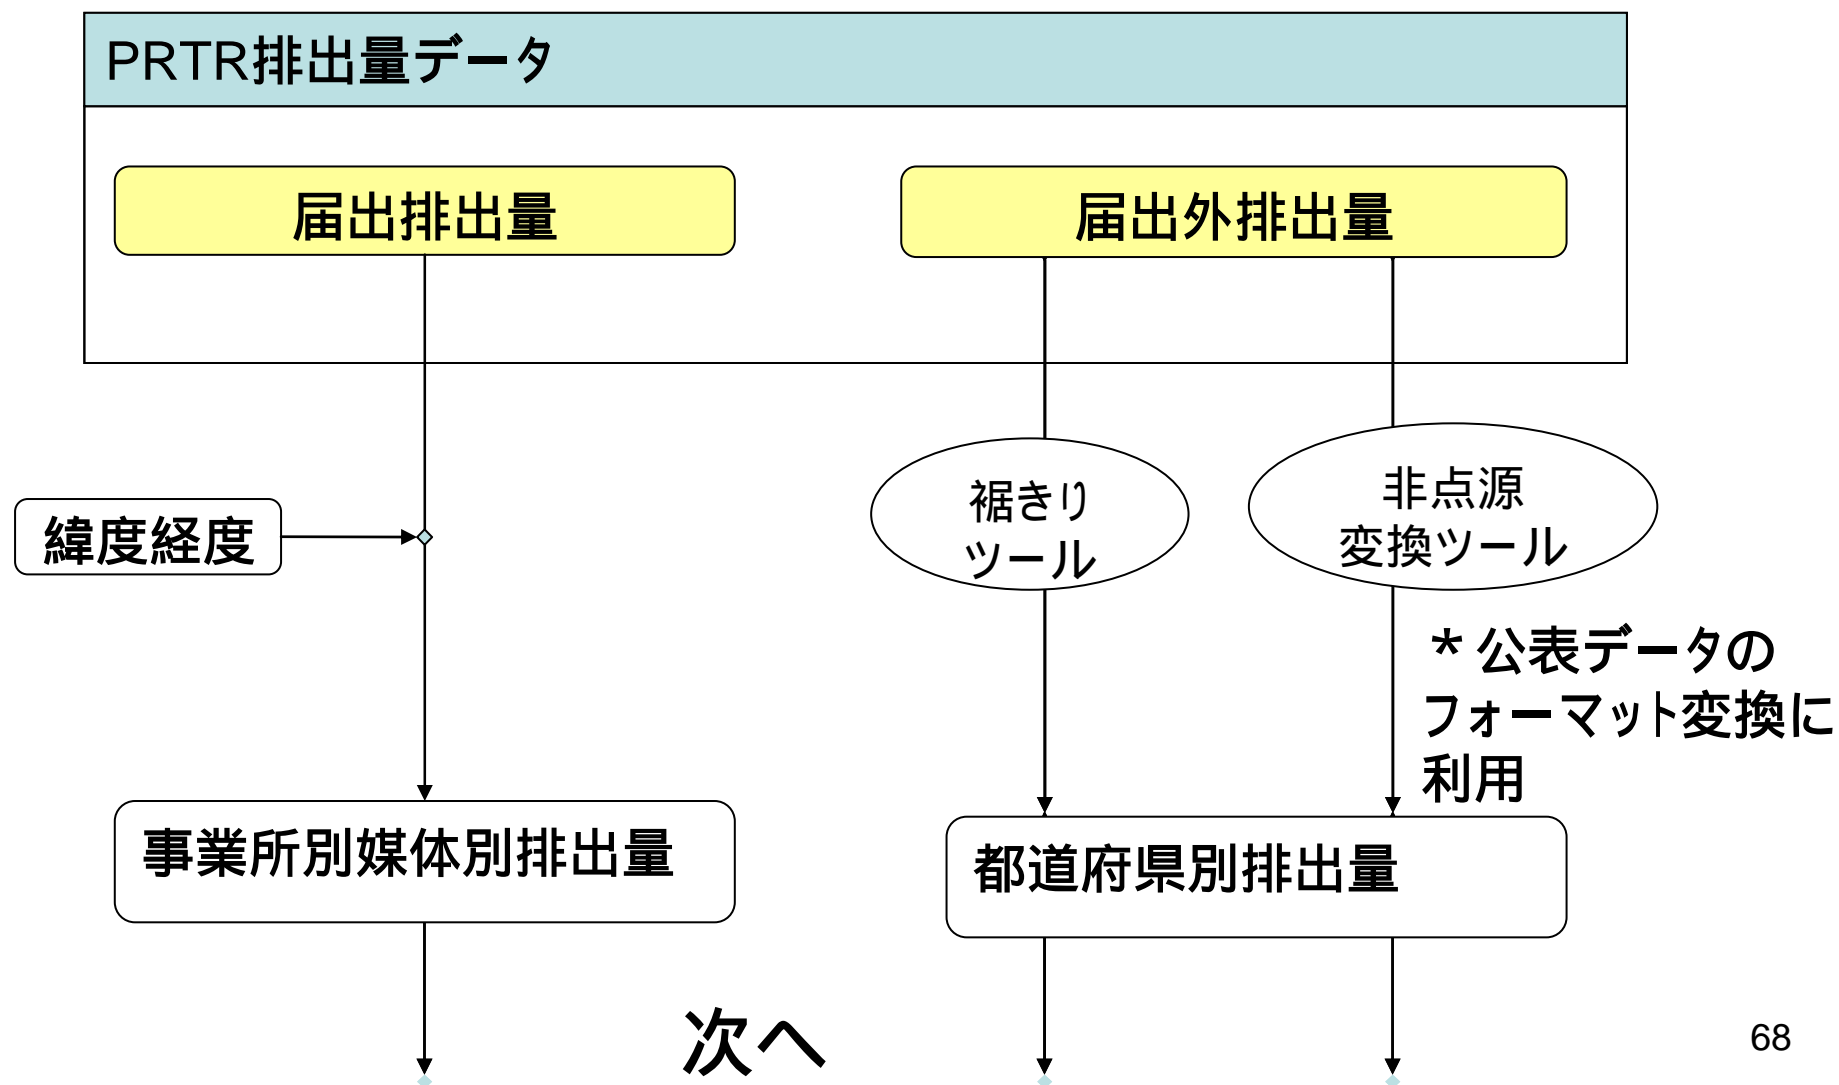 PRTR排出量データ
届出排出量
届出外排出量
裾きり
ツール
非点源
変換ツール
緯度経度
*公表データの
フォーマット変換に
利用
事業所別媒体別排出量
都道府県別排出量
次へ
68